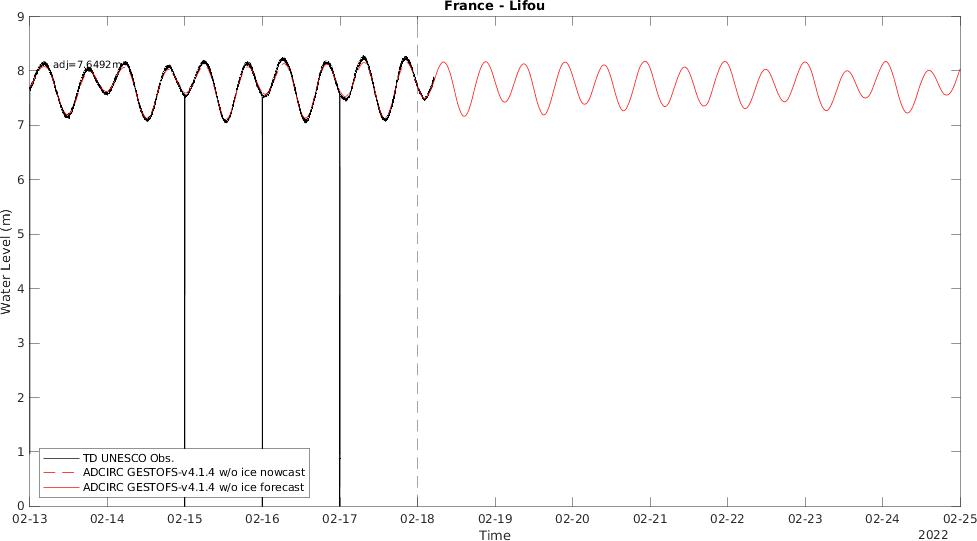 France - Lifou
adj=7.6492m
9
8
7
6
5
4
3
2
1
0
Water Level (m)
TD UNESCO Obs.
ADCIRC GESTOFS-v4.1.4 w/o ice nowcast
ADCIRC GESTOFS-v4.1.4 w/o ice forecast
02-13 02-14 02-15 02-16 02-17 02-18 02-19 02-20 02-21 02-22 02-23 02-24 02-25
Time
2022